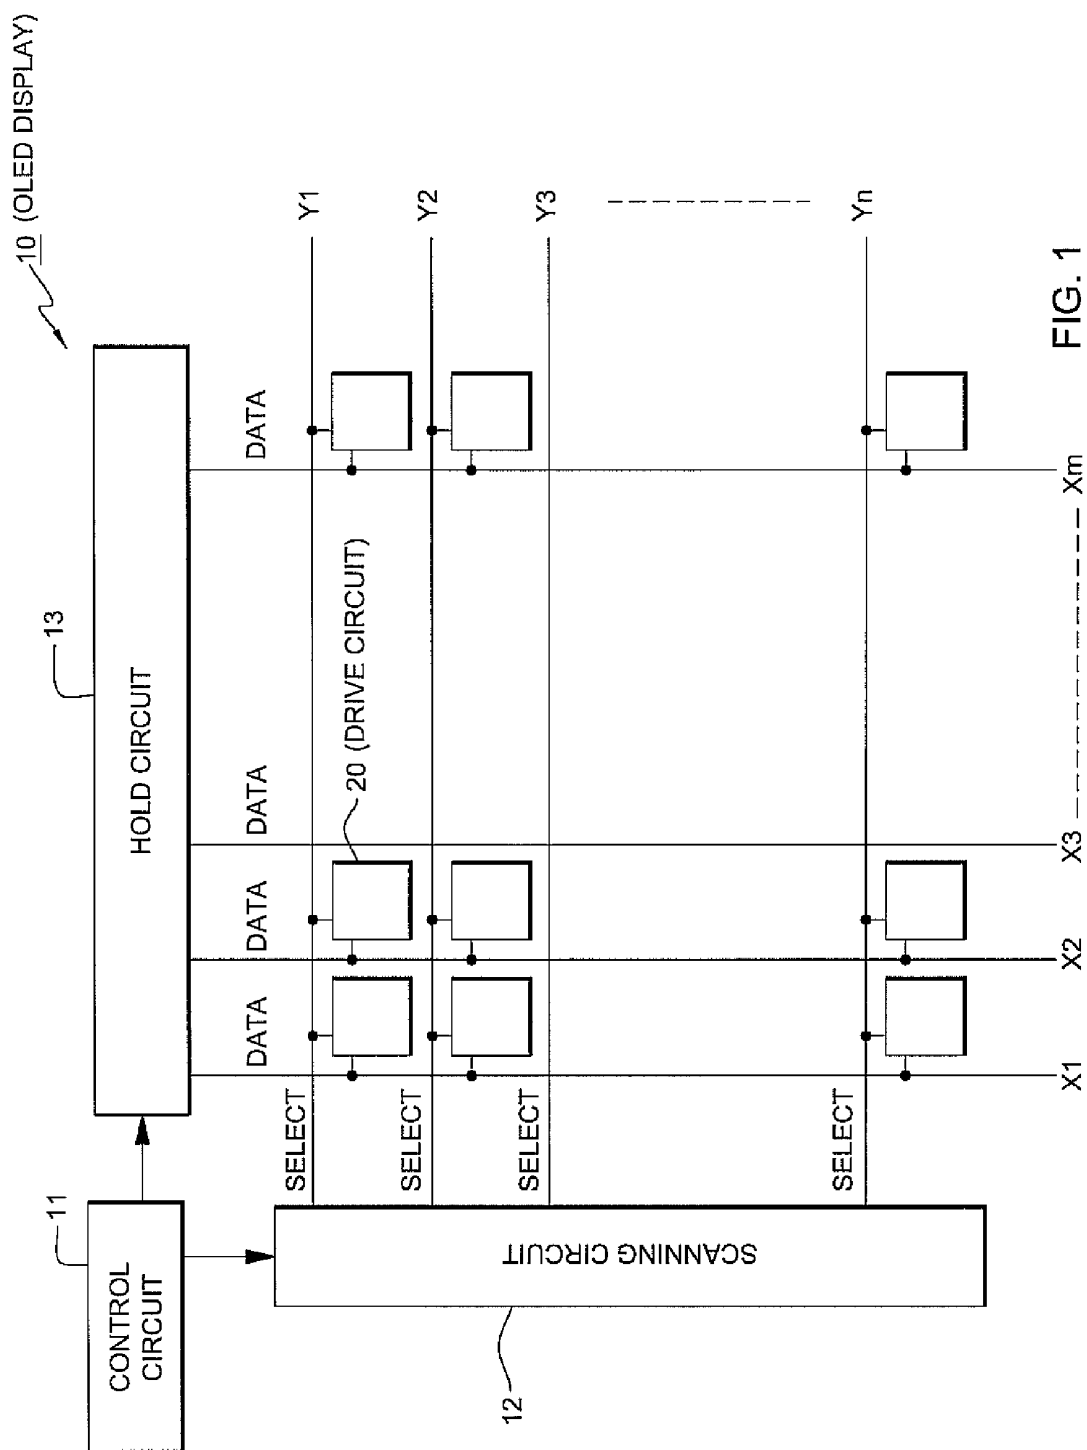 10 (OLED DISPLAY)
13
HOLD CIRCUIT
11
CONTROL
CIRCUIT
DATA
DATA
DATA
DATA
SELECT
Y1
20 (DRIVE CIRCUIT)
SELECT
Y2
SELECT
Y3
SCANNING CIRCUIT
12
SELECT
Yn
X1
X2
X3
Xm
FIG. 1